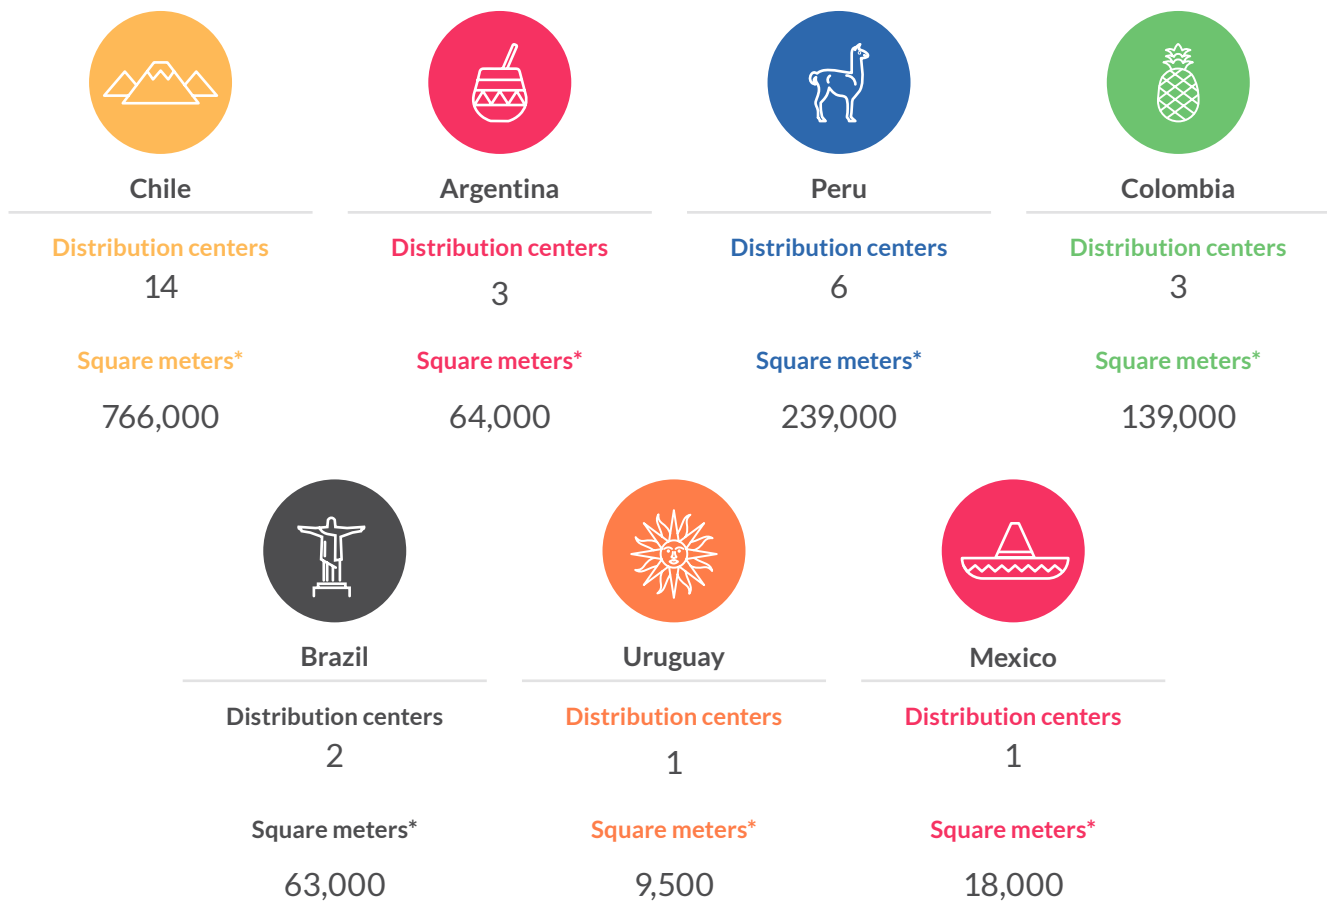 Chile
Argentina
Peru
Colombia
Distribution centers
Distribution centers
Distribution centers
Distribution centers
14
3
6
3
Square meters*
Square meters*
Square meters*
Square meters*
766,000
64,000
239,000
139,000
Brazil
Uruguay
Mexico
Distribution centers
Distribution centers
Distribution centers
2
1
1
Square meters*
Square meters*
Square meters*
63,000
9,500
18,000